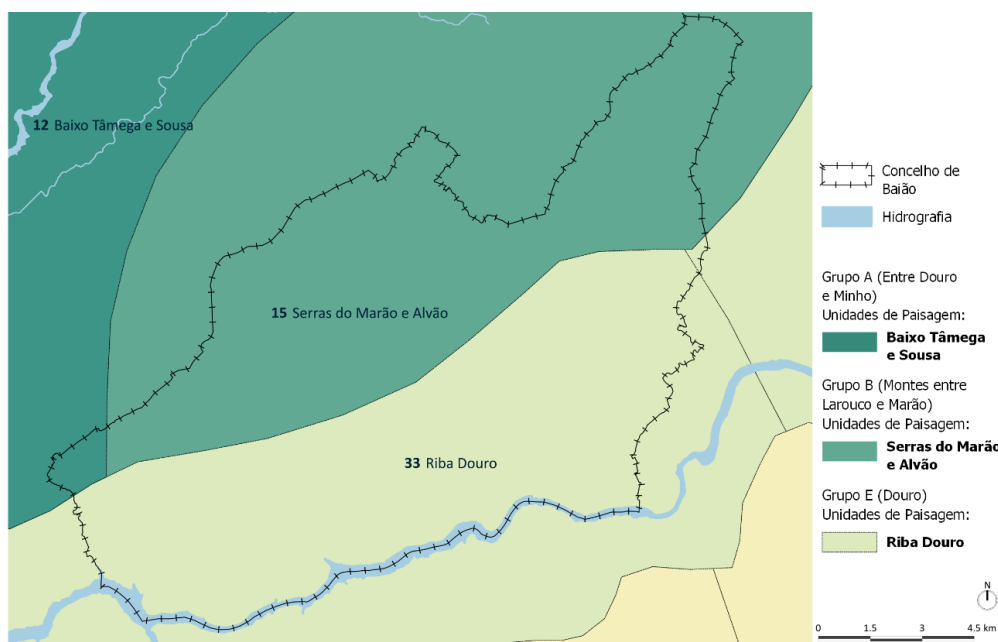 12 Baixo Tâmega e Sousa
15 Serras do Marão e Alvão
33 Riba Douro
Concelho de
Baião
Hidrografia
Grupo A (Entre Douro
e Minho)
Unidades de Paisagem:
Baixo Tâmega
e Sousa
Grupo B (Montes entre
Larouco e Marão)
Unidades de Paisagem:
Serras do Marão
e Alvão
Grupo E (Douro)
Unidades de Paisagem:
Riba Douro
N
0 1.5 3 4.5 km